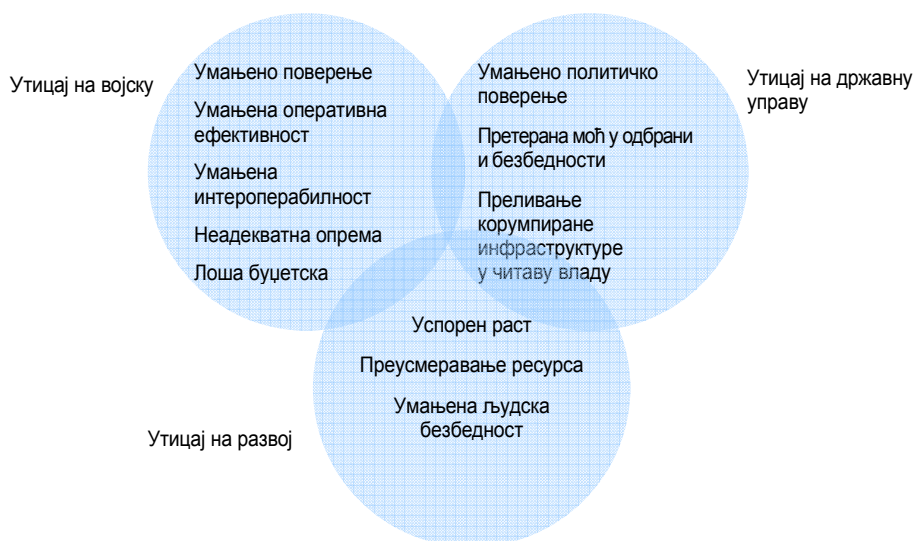 Утицај на војску
Умањено поверење
Умањена оперативна
ефективност
Умањена
интероперабилност
Неадекватна опрема
Лоша буџетска
Умањено политичко
поверење
Претерана моћ у одбрани
и безбедности
Преливање
корумпиране
инфраструктуре
у читаву владу
Утицај на државну
управу
Успорен раст
Преусмеравање ресурса
Умањена људска
безбедност
Утицај на развој